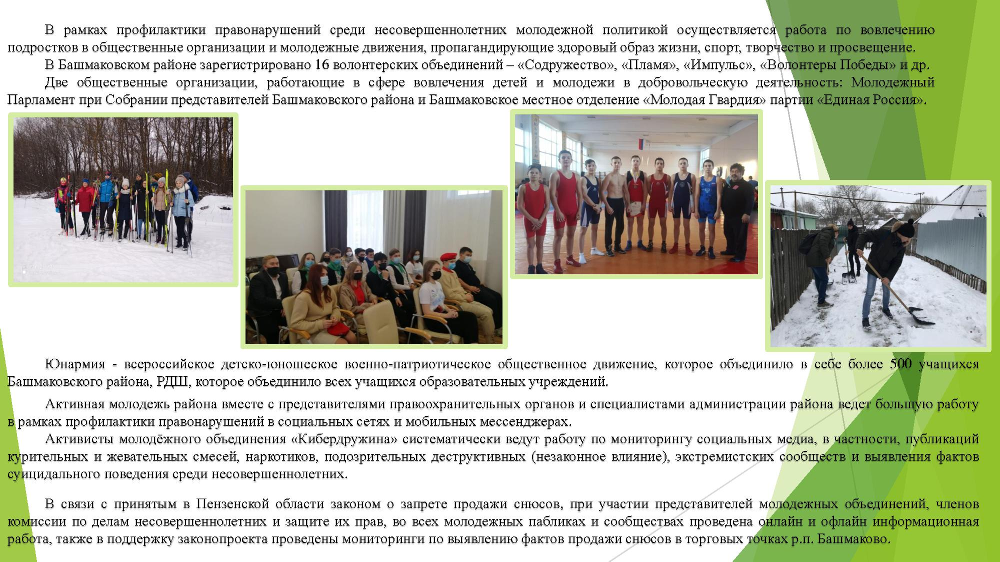 В рамках профилактики правонарушений среди несовершеннолетних молодежной политикой осуществляется работа по вовлечению
подростков в общественные организации и молодежные движения, пропагандирующие здоровый образ жизни, спорт, творчество и просвещение.
В Башмаковском районе зарегистрировано 16 волонтерских объединений – «Содружество», «Пламя», «Импульс», «Волонтеры Победы» и др.
Две общественные организации, работающие в сфере вовлечения детей и молодежи в добровольческую деятельность: Молодежный
Парламент при Собрании представителей Башмаковского района и Башмаковское местное отделение «Молодая Гвардия» партии «Единая Россия».
Юнармия - всероссийское детско-юношеское военно-патриотическое общественное движение, которое объединило в себе более 500 учащихся
Башмаковского района, РДШ, которое объединило всех учащихся образовательных учреждений.
Активная молодежь района вместе с представителями правоохранительных органов и специалистами администрации района ведет большую работу
в рамках профилактики правонарушений в социальных сетях и мобильных мессенджерах.
Активисты молодёжного объединения «Кибердружина» систематически ведут работу по мониторингу социальных медиа, в частности, публикаций
курительных и жевательных смесей, наркотиков, подозрительных деструктивных (незаконное влияние), экстремистских сообществ и выявления фактов
суицидального поведения среди несовершеннолетних.
В связи с принятым в Пензенской области законом о запрете продажи снюсов, при участии представителей молодежных объединений, членов
комиссии по делам несовершеннолетних и защите их прав, во всех молодежных пабликах и сообществах проведена онлайн и офлайн информационная
работа, также в поддержку законопроекта проведены мониторинги по выявлению фактов продажи снюсов в торговых точках р.п. Башмаково.